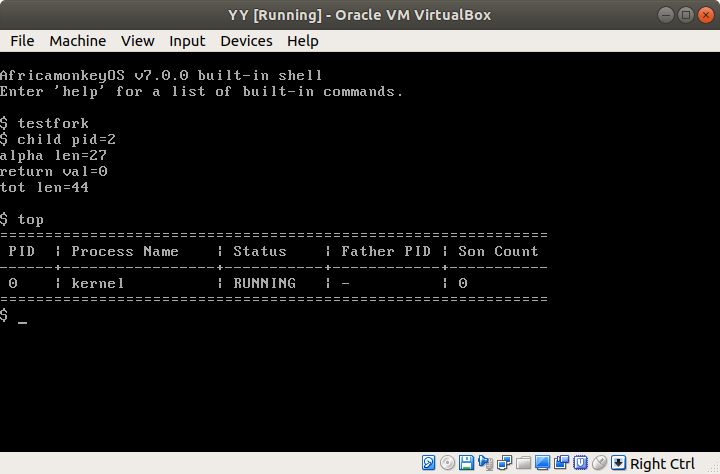 YY [Running] - Oracle VM VirtualBox
File Machine View Input Devices Help
AfricamonkeyOS v7.0.0 built-in shell
Enter 'help' for a list of built-in commands.
$ testfork
$ child pid=2
alpha len=27
return val=0
tot len=44
$ top
=============================================================
 PID  ¦ Process Name    ¦ Status    ¦ Father PID ¦ Son Count
------+-----------------+-----------+------------+-----------
 0    ¦ kernel          ¦ RUNNING   ¦ -          ¦ 0
=============================================================
$ _
Right Ctrl